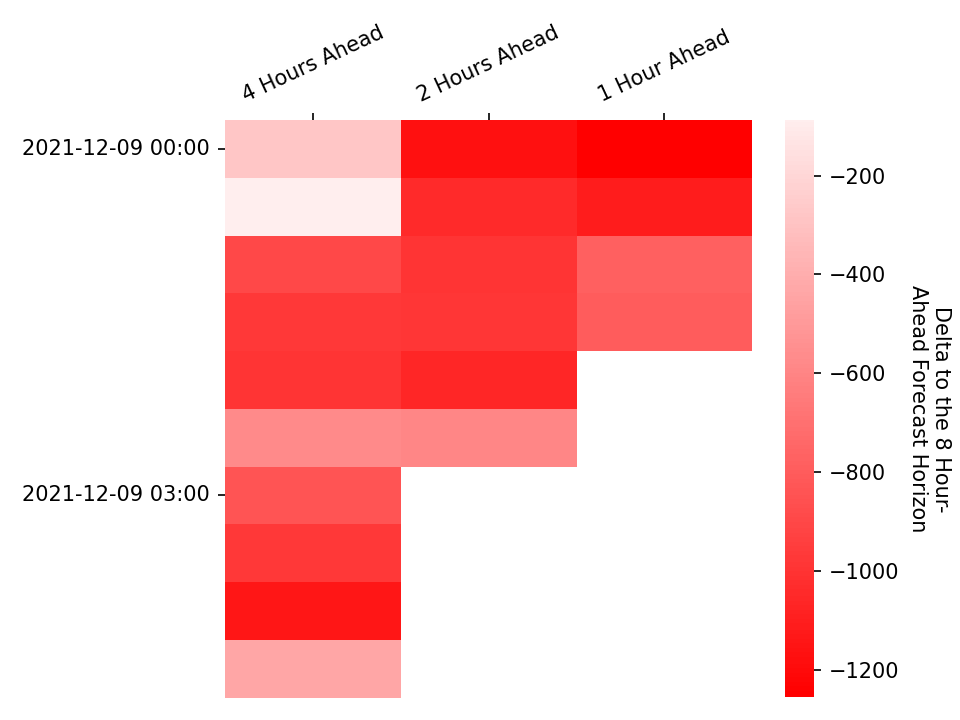 4 Hours Ahead
2 Hours Ahead
1 Hour Ahead
2021-12-09 00:00
2021-12-09 03:00
−200
−400
−600
−800
−1000
−1200
Delta to the 8 Hour-
Ahead Forecast Horizon